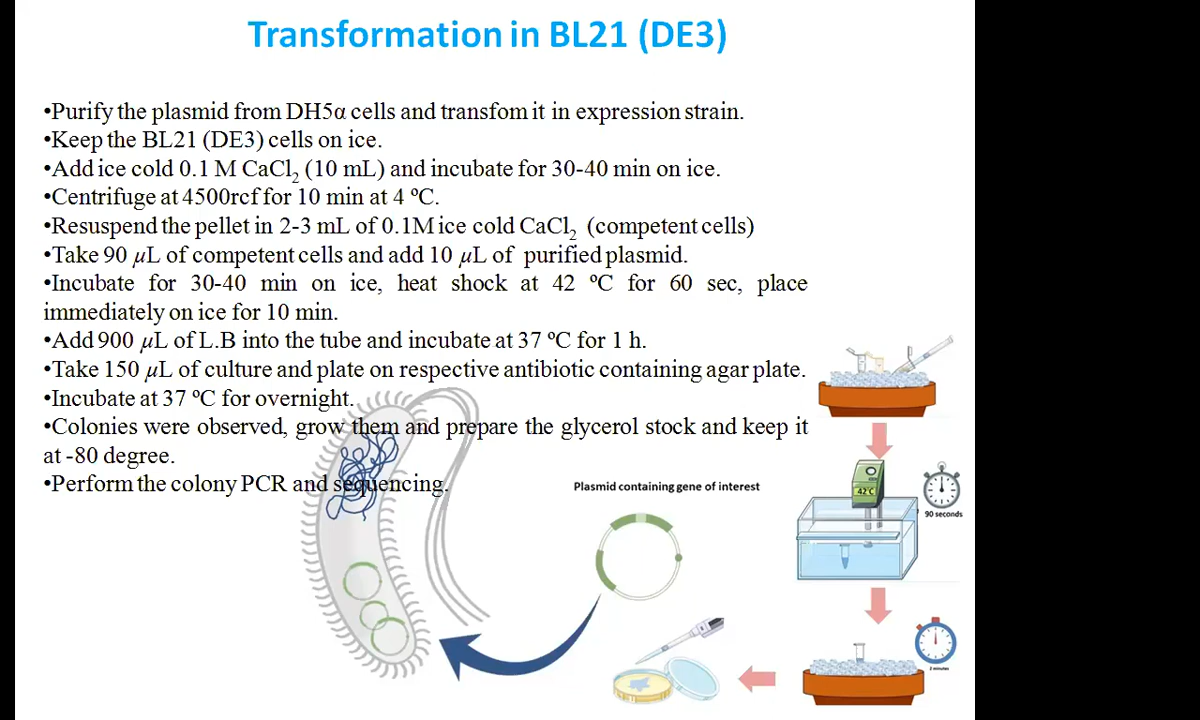 Transformation in BL21 (DE3)
•Purify the plasmid from DH5α cells and transfom it in expression strain.
•Keep the BL21 (DE3) cells on ice.
•Add ice cold 0.1 M CaCl₂ (10 mL) and incubate for 30-40 min on ice.
•Centrifuge at 4500rcf for 10 min at 4 ºC.
•Resuspend the pellet in 2-3 mL of 0.1M ice cold CaCl₂ (competent cells)
•Take 90 µL of competent cells and add 10 µL of purified plasmid.
•Incubate for 30-40 min on ice, heat shock at 42 ºC for 60 sec, place
immediately on ice for 10 min.
•Add 900 µL of L.B into the tube and incubate at 37 ºC for 1 h.
•Take 150 µL of culture and plate on respective antibiotic containing agar plate.
•Incubate at 37 ºC for overnight.
•Colonies were observed, grow them and prepare the glycerol stock and keep it
at -80 degree.
•Perform the colony PCR and sequencing.
Plasmid containing gene of interest
42 C
90 seconds
2 minutes